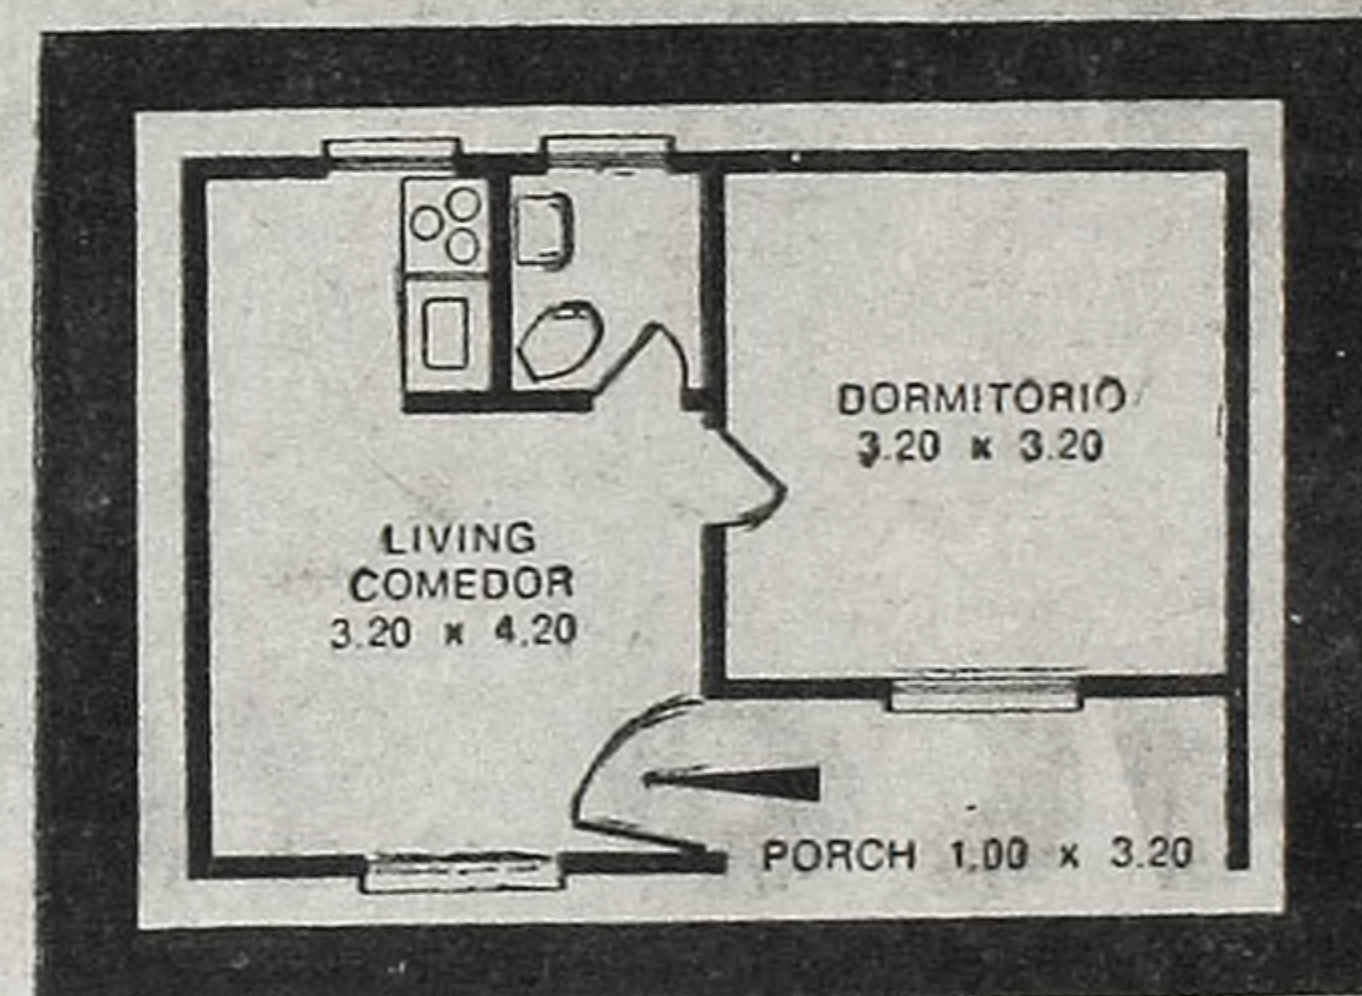 DORMITORIO
3.20 x 3.20
LIVING
COMEDOR
3.20 x 4.20
PORCH 1.00 x 3.20